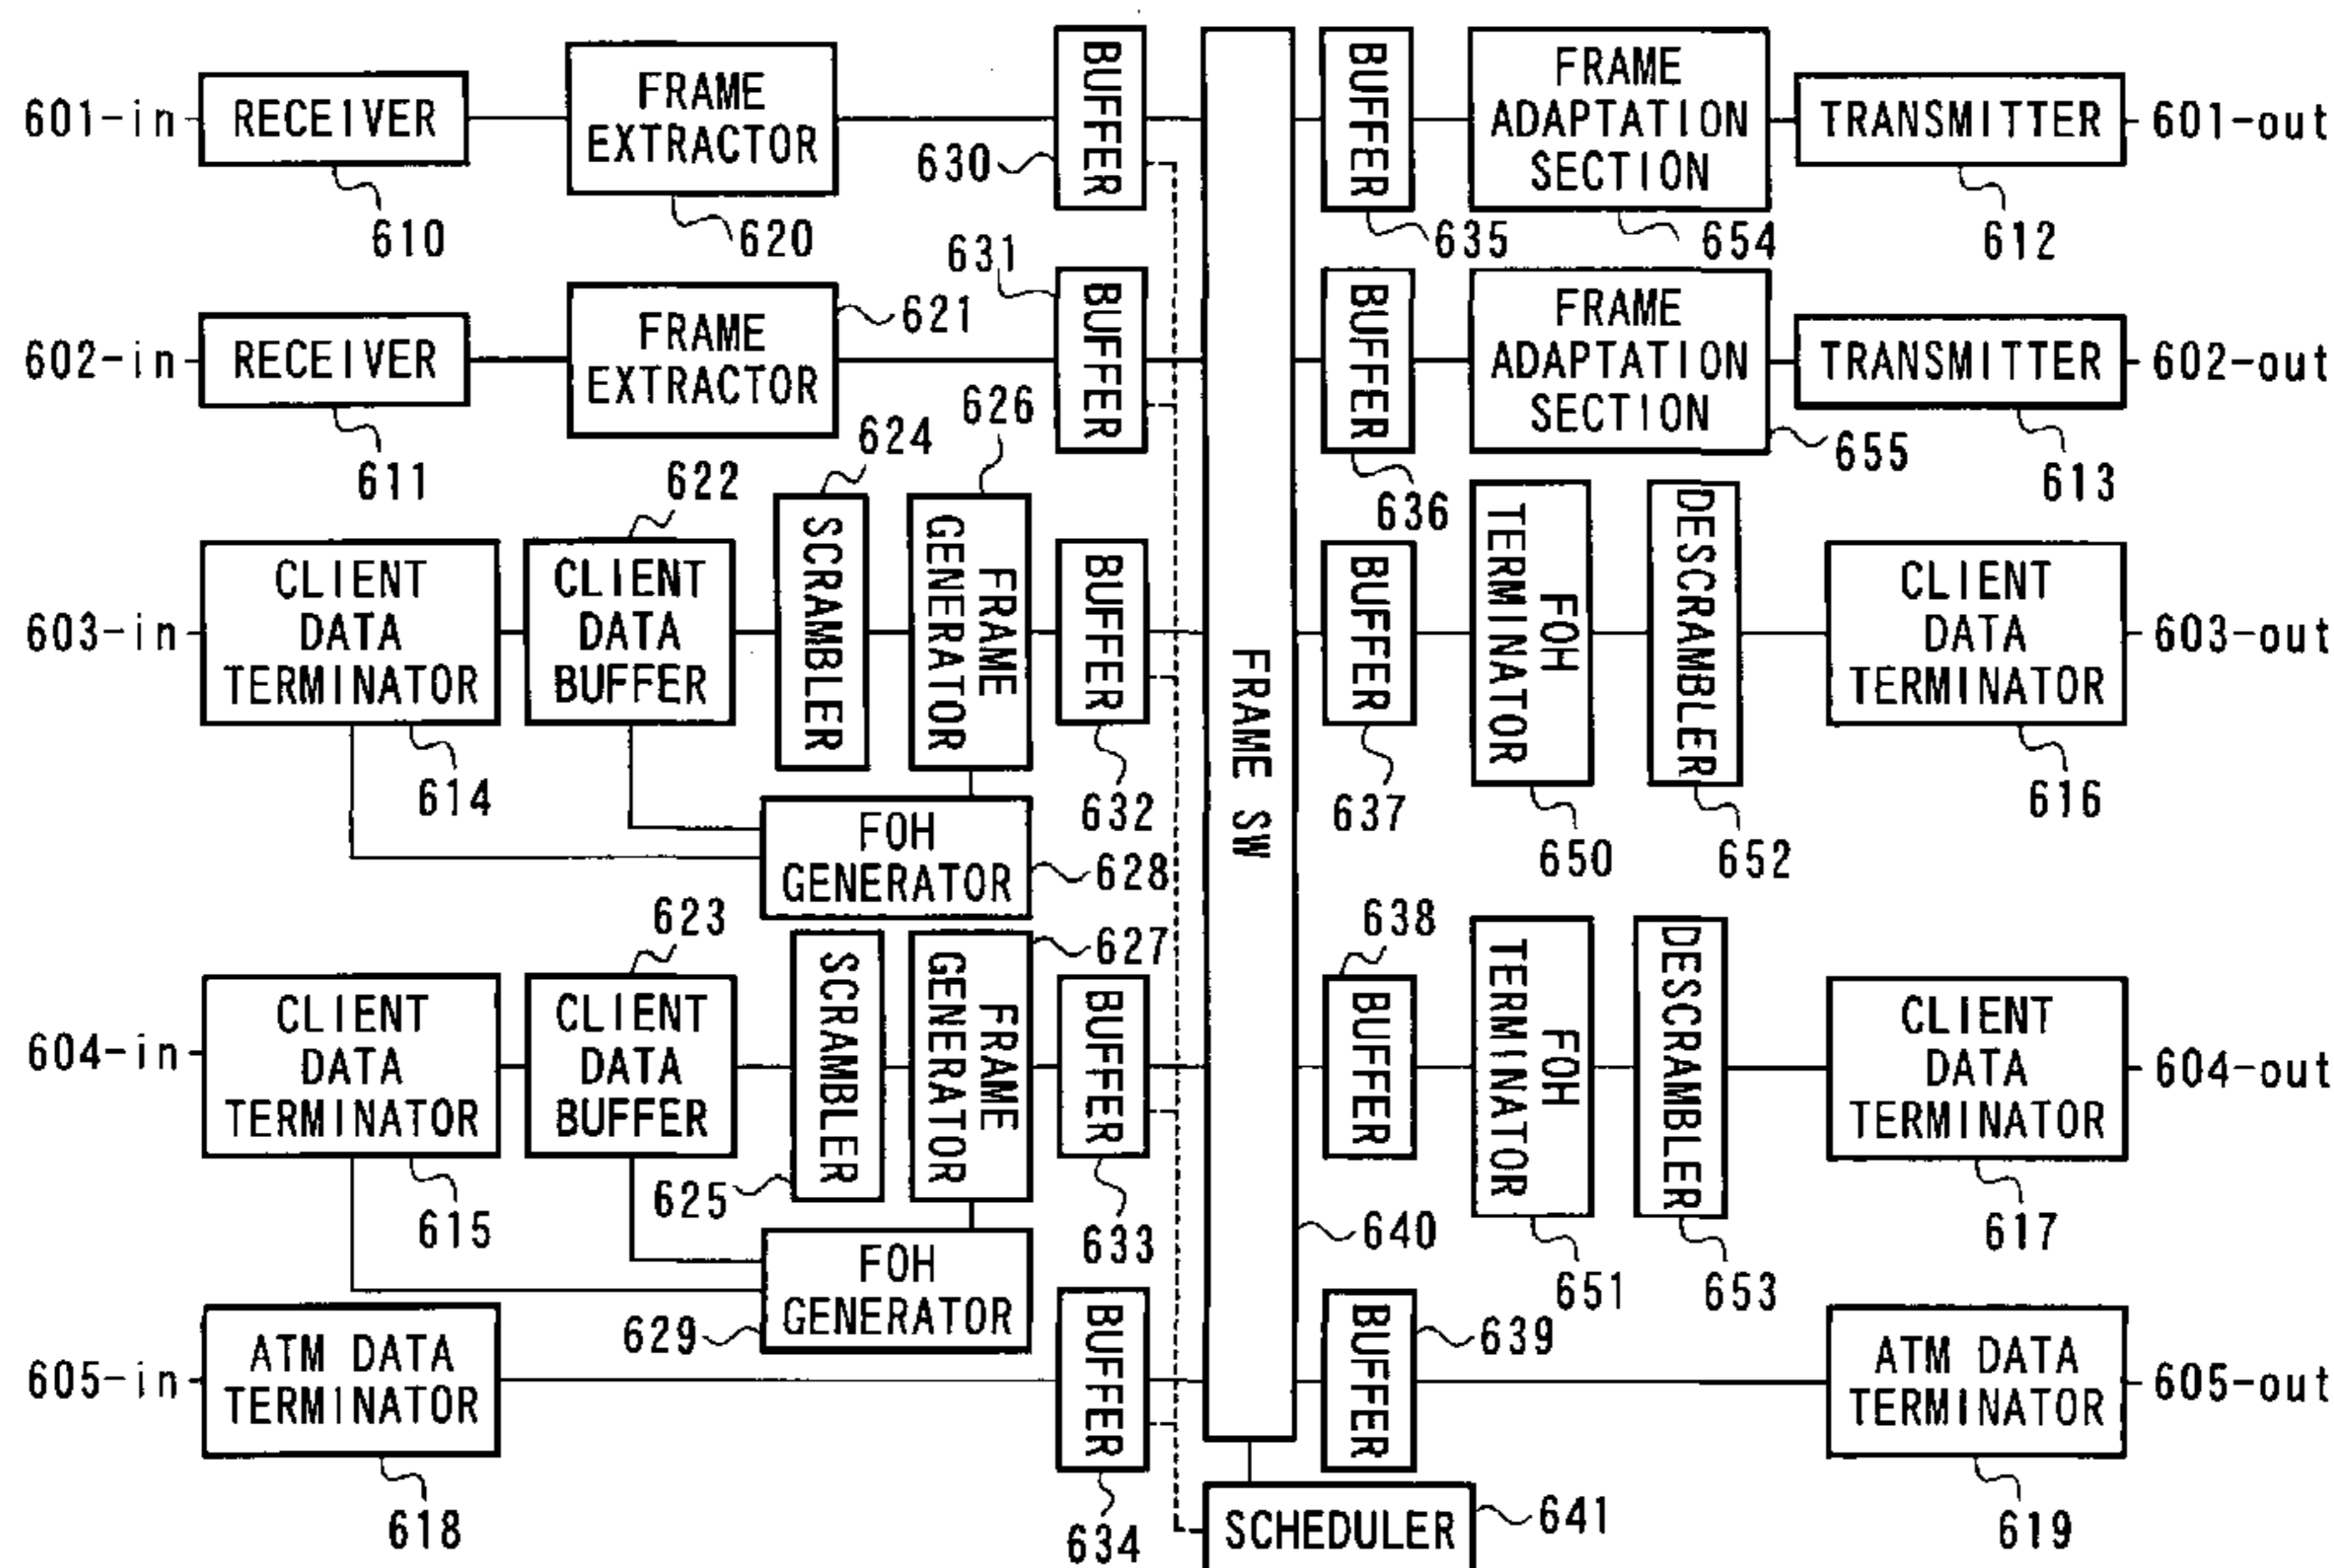 601-in
RECEIVER
610
FRAME
EXTRACTOR
620
BUFFER
630
BUFFER
635
FRAME
ADAPTATION
SECTION
654
TRANSMITTER
612
601-out
602-in
RECEIVER
611
FRAME
EXTRACTOR
621
631
BUFFER
BUFFER
636
FRAME
ADAPTATION
SECTION
655
TRANSMITTER
613
602-out
603-in
CLIENT
DATA
TERMINATOR
614
622
CLIENT
DATA
BUFFER
624
SCRAMBLER
626
FRAME
GENERATOR
BUFFER
632
FOH
GENERATOR
628
FRAME SW
640
BUFFER
637
FOH
TERMINATOR
650
DESCRAMBLER
652
CLIENT
DATA
TERMINATOR
616
603-out
604-in
CLIENT
DATA
TERMINATOR
615
623
CLIENT
DATA
BUFFER
SCRAMBLER
625
FRAME
GENERATOR
627
BUFFER
633
FOH
GENERATOR
629
638
BUFFER
FOH
TERMINATOR
651
DESCRAMBLER
653
CLIENT
DATA
TERMINATOR
617
604-out
605-in
ATM DATA
TERMINATOR
618
BUFFER
634
BUFFER
639
ATM DATA
TERMINATOR
619
605-out
SCHEDULER
641